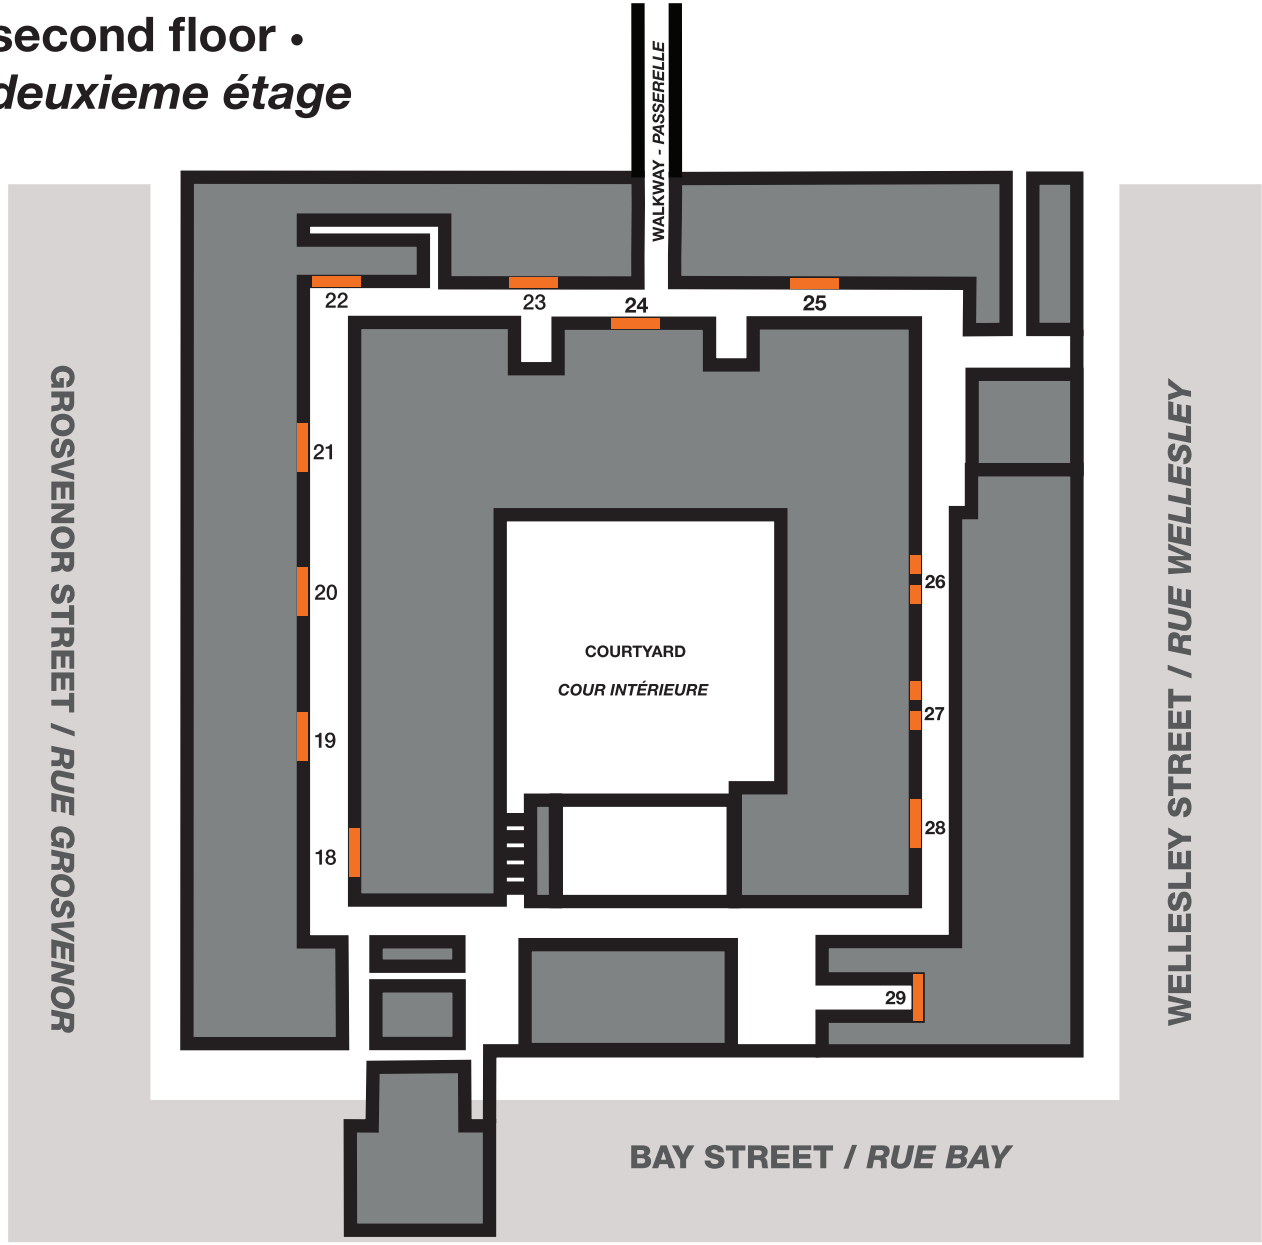 second floor •
deuxieme étage
WALKWAY - PASSERELLE
22
23
24
25
21
20
19
18
26
27
28
29
COURTYARD
COUR INTÉRIEURE
GROSVENOR STREET / RUE GROSVENOR
WELLESLEY STREET / RUE WELLESLEY
BAY STREET / RUE BAY